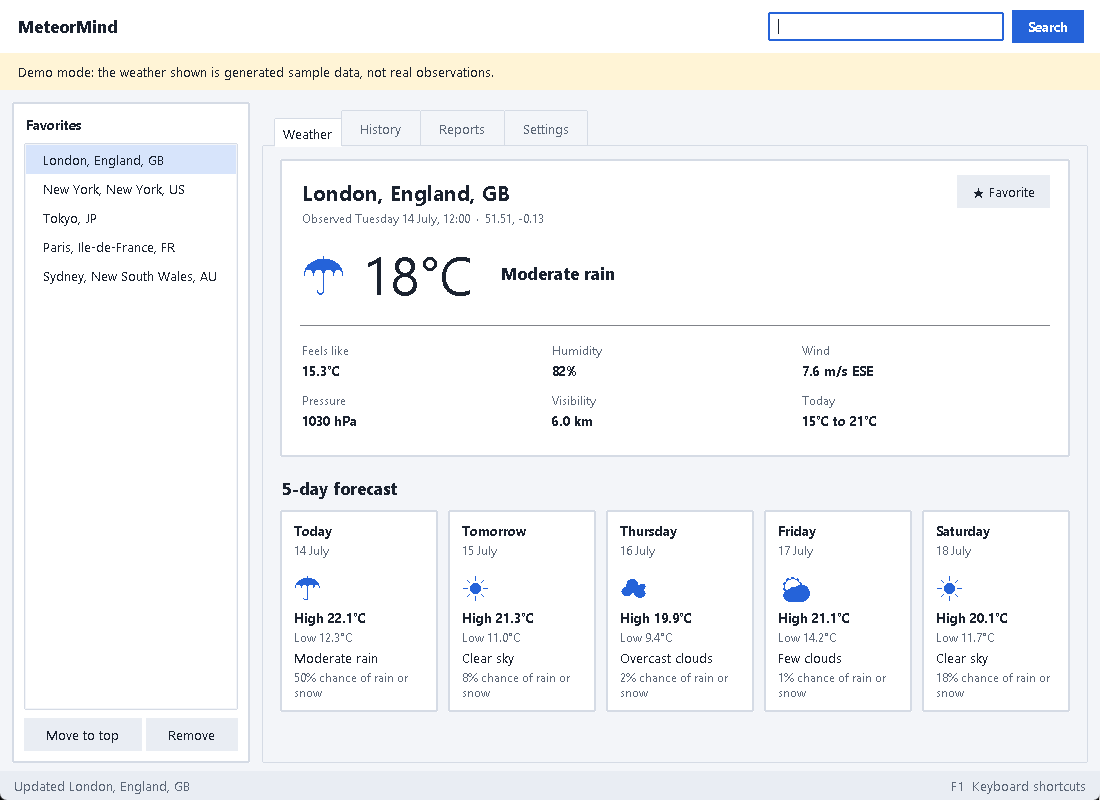 MeteorMind
Search
Demo mode: the weather shown is generated sample data, not real observations.
Favorites
London, England, GB
New York, New York, US
Tokyo, JP
Paris, Ile-de-France, FR
Sydney, New South Wales, AU
Move to top
Remove
Weather
History
Reports
Settings
London, England, GB
★ Favorite
Observed Tuesday 14 July, 12:00 · 51.51, -0.13
18°C
Moderate rain
Feels like
15.3°C
Humidity
82%
Wind
7.6 m/s ESE
Pressure
1030 hPa
Visibility
6.0 km
Today
15°C to 21°C
5-day forecast
Today
14 July
High 22.1°C
Low 12.3°C
Moderate rain
50% chance of rain or
snow
Tomorrow
15 July
High 21.3°C
Low 11.0°C
Clear sky
8% chance of rain or
snow
Thursday
16 July
High 19.9°C
Low 9.4°C
Overcast clouds
2% chance of rain or
snow
Friday
17 July
High 21.1°C
Low 14.2°C
Few clouds
1% chance of rain or
snow
Saturday
18 July
High 20.1°C
Low 11.7°C
Clear sky
18% chance of rain or
snow
Updated London, England, GB
F1 Keyboard shortcuts